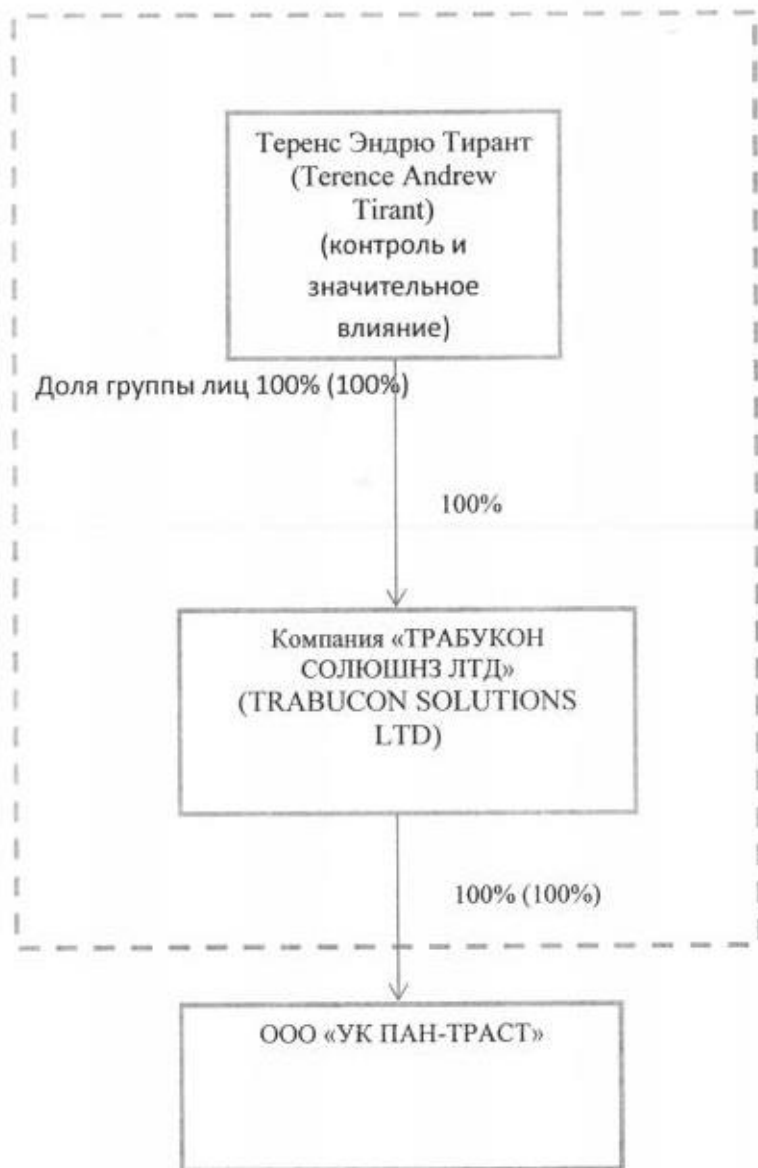 Теренс Эндрю Тирант
(Terence Andrew
Tirant)
(контроль и
значительное
влияние)
Доля группы лиц 100% (100%)
100%
Компания «ТРАБУКОН
СОЛЮШНЗ ЛТД»
(TRABUCON SOLUTIONS
LTD)
100% (100%)
ООО «УК ПАН-ТРАСТ»